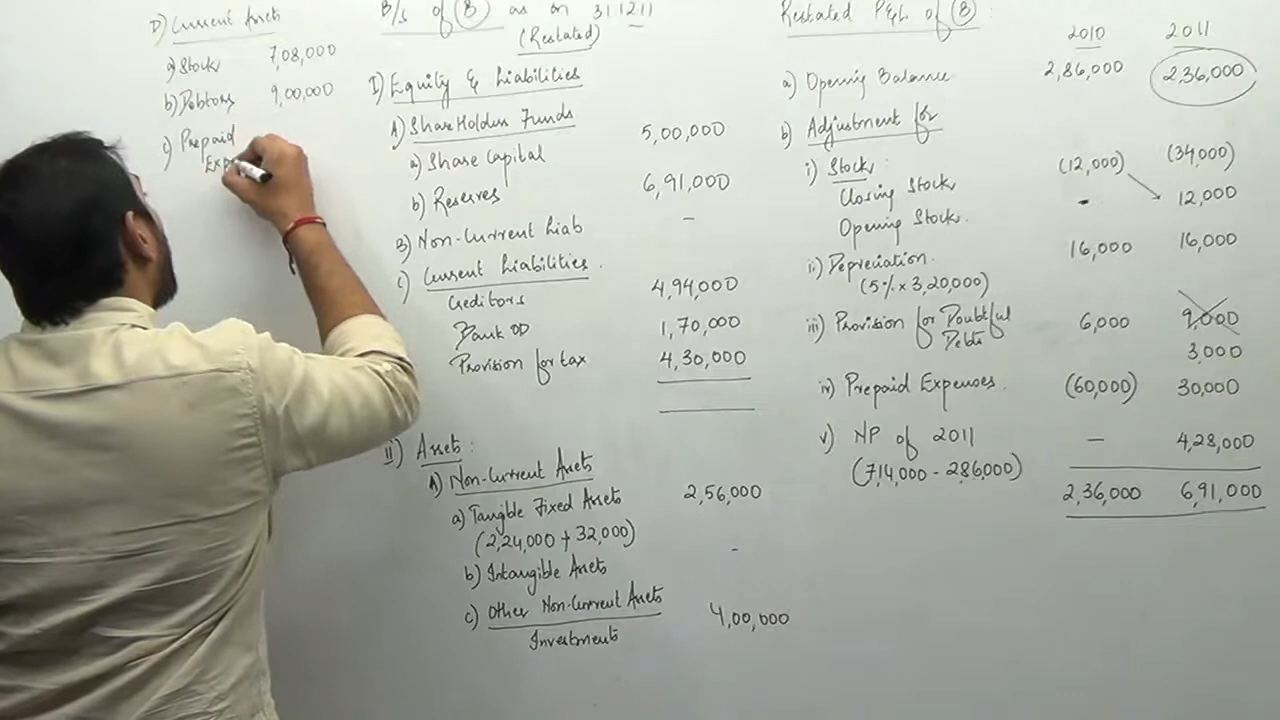 D) Current Assets
a) Stock 7,08,000
b) Debtors 9,00,000
c) Prepaid
B/s of B as on 31 12 11
(Restated)
I) Equity & Liabilities
A) ShareHolders Funds
a) Share Capital 5,00,000
b) Reserves 6,91,000
B) Non-Current Liab -
C) Current Liabilities.
Creditors 4,94,000
Bank OD 1,70,000
Provision for tax 4,30,000
II) Assets:
A) Non-Current Assets
a) Tangible Fixed Assets 2,56,000
(2,24,000 + 32,000)
b) Intangible Assets -
c) Other Non-Current Assets
Investments 4,00,000
Restated P&L of B:
2010 2011
a) Opening Balance 2,86,000 2,36,000
b) Adjustment for
i) Stock:
Closing Stock (12,000) (34,000)
Opening Stock. - 12,000
ii) Depreciation. 16,000 16,000
(5% x 3,20,000)
iii) Provision for Doubtful 6,000 9,000
Debts 3,000
iv) Prepaid Expenses. (60,000) 30,000
v) NP of 2011 — 4,28,000
(714,000 - 286,000)
2,36,000 6,91,000